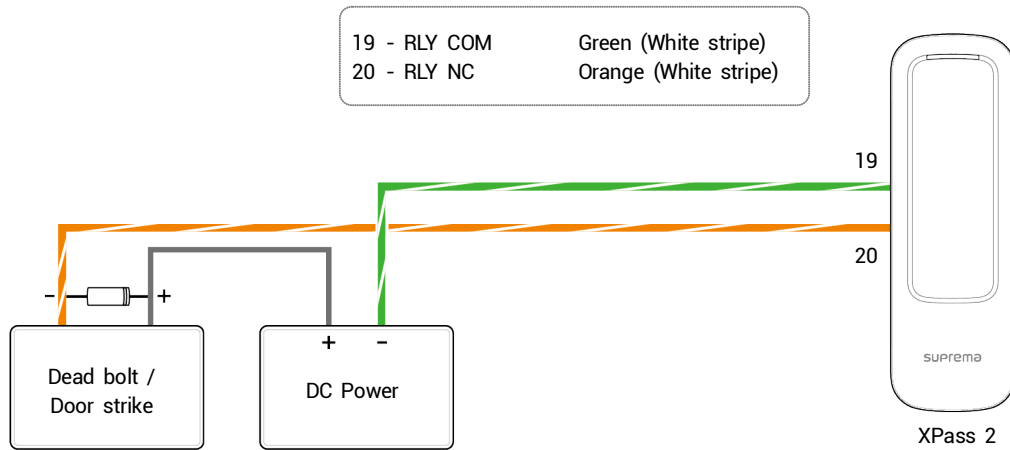 19 - RLY COM Green (White stripe)
20 - RLY NC Orange (White stripe)
19
20
- +
+ -
Dead bolt /
Door strike
DC Power
suprema
XPass 2